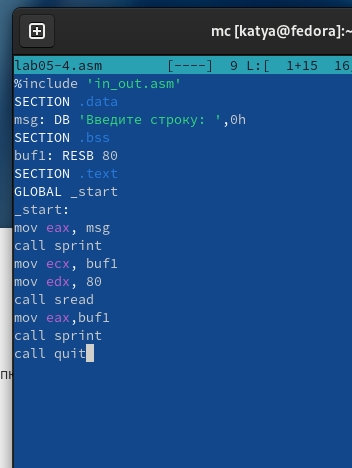 mc [katya@fedora]:~
lab05-4.asm [----] 9 L:[ 1+15 16
%include 'in_out.asm'
SECTION .data
msg: DB 'Введите строку: ',0h
SECTION .bss
buf1: RESB 80
SECTION .text
GLOBAL _start
_start:
mov eax, msg
call sprint
mov ecx, buf1
mov edx, 80
call sread
mov eax,buf1
call sprint
call quit